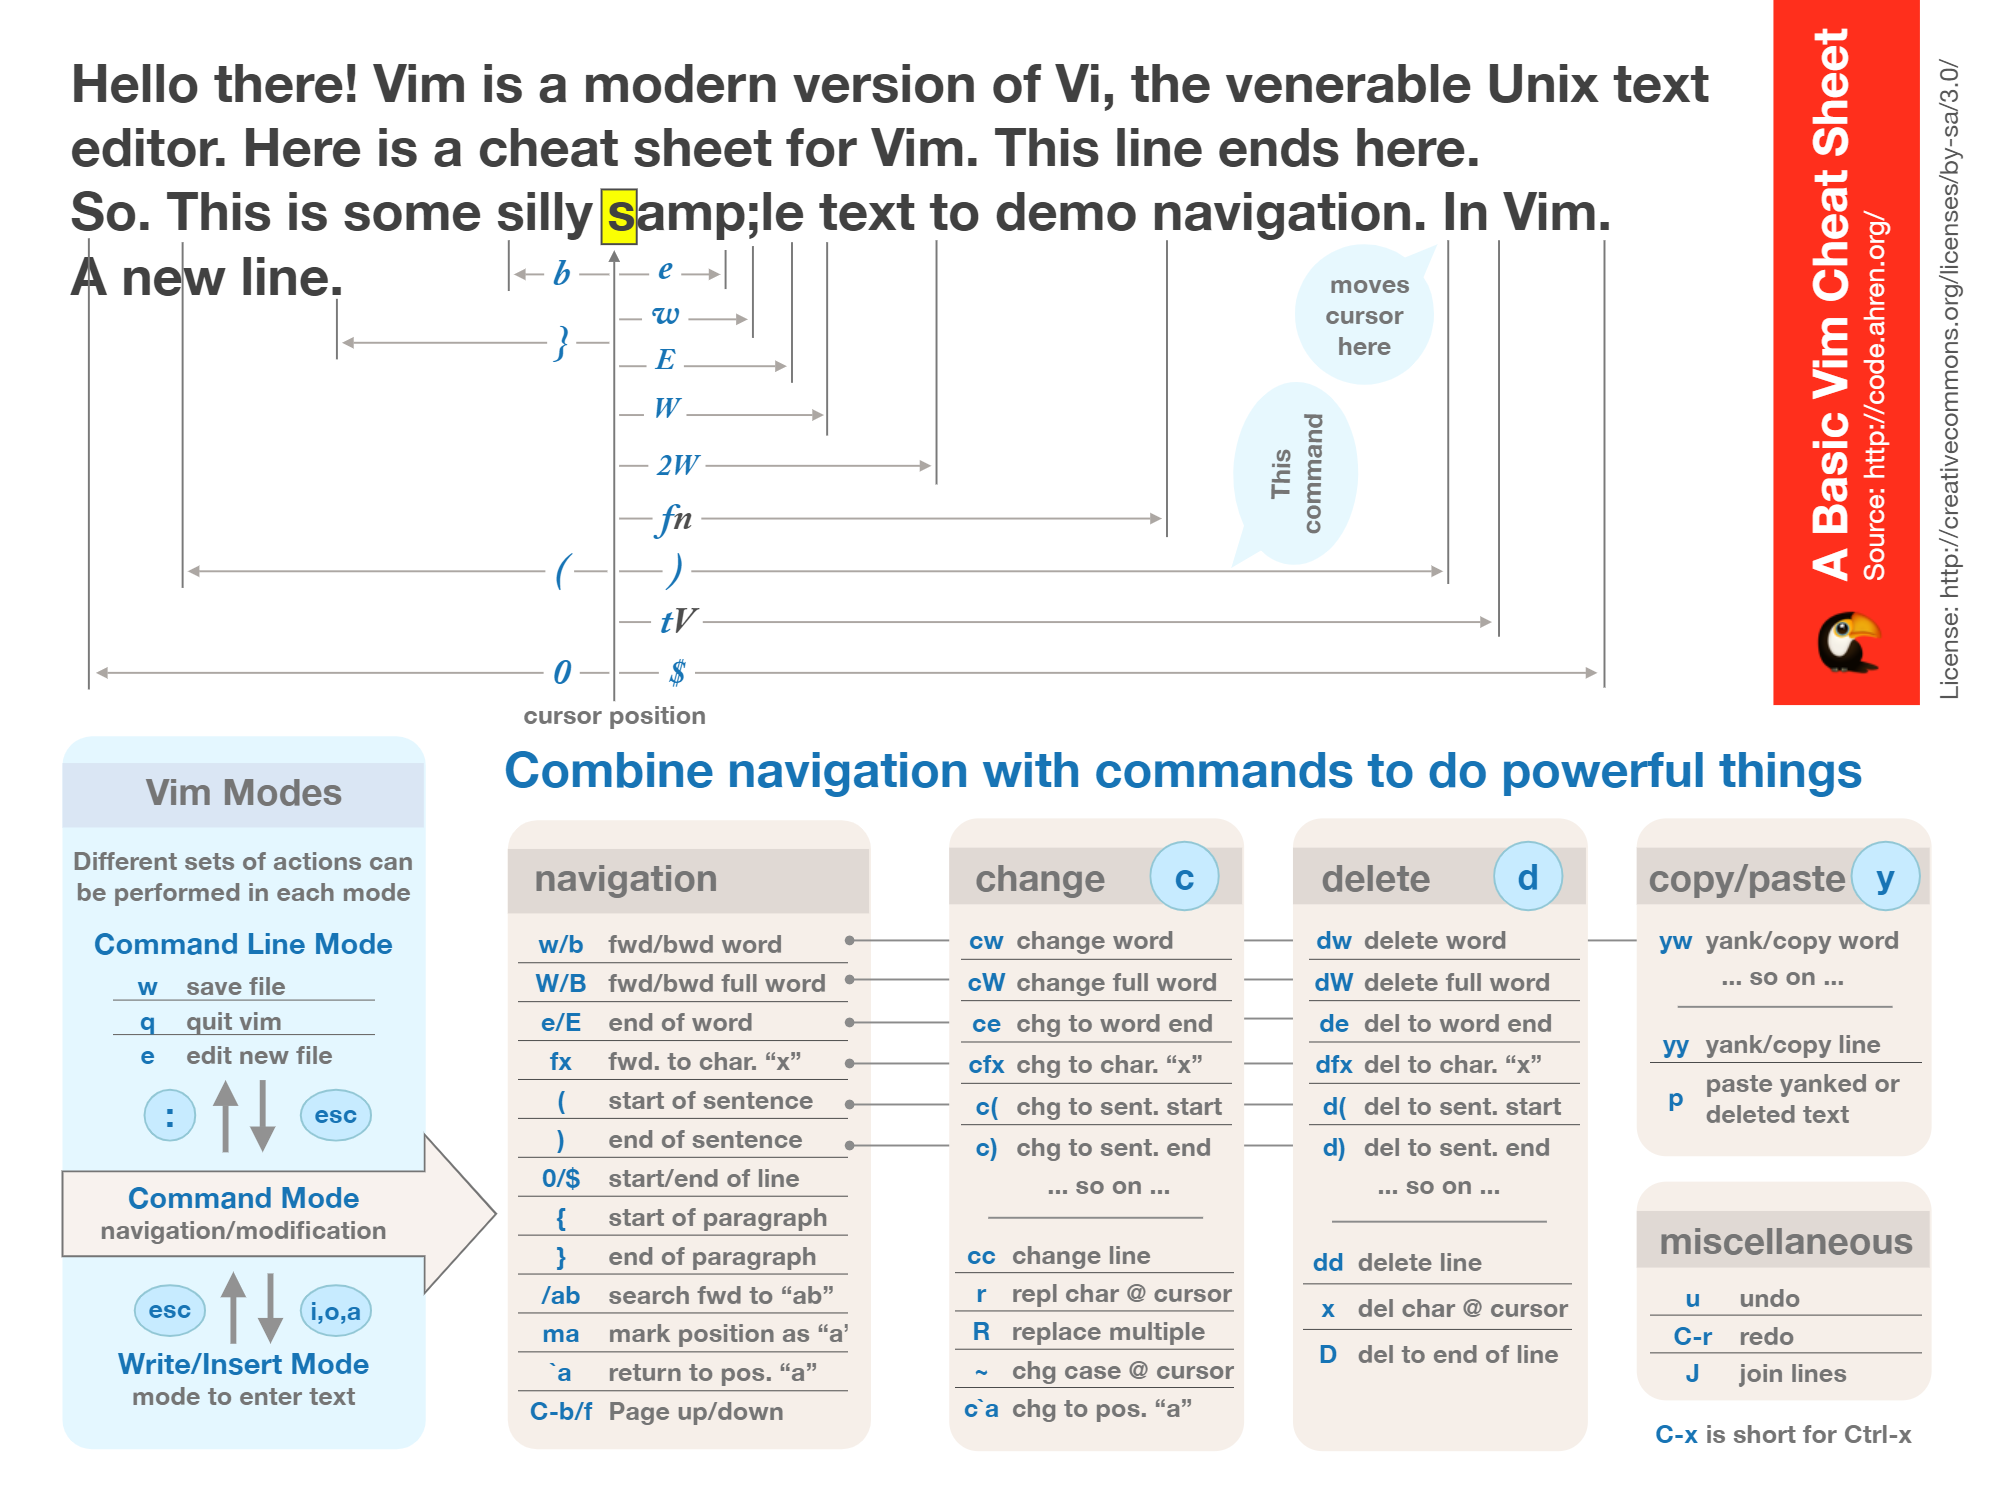 Hello there! Vim is a modern version of Vi, the venerable Unix text
editor. Here is a cheat sheet for Vim. This line ends here.
So. This is some silly samp;le text to demo navigation. In Vim.
A new line.
b e
w
}
E
W
2W
fn
( )
tV
0 $
cursor position
moves
cursor
here
This
command
A Basic Vim Cheat Sheet
Source: http://code.ahren.org/
License: http://creativecommons.org/licenses/by-sa/3.0/
Vim Modes
Different sets of actions can
be performed in each mode
Command Line Mode
w save file
q quit vim
e edit new file
: esc
Command Mode
navigation/modification
esc i,o,a
Write/Insert Mode
mode to enter text
Combine navigation with commands to do powerful things
navigation
w/b fwd/bwd word
W/B fwd/bwd full word
e/E end of word
fx fwd. to char. “x”
( start of sentence
) end of sentence
0/$ start/end of line
{ start of paragraph
} end of paragraph
/ab search fwd to “ab”
ma mark position as “a’
`a return to pos. “a”
C-b/f Page up/down
change c
cw change word
cW change full word
ce chg to word end
cfx chg to char. “x”
c( chg to sent. start
c) chg to sent. end
... so on ...
cc change line
r repl char @ cursor
R replace multiple
~ chg case @ cursor
c`a chg to pos. “a”
delete d
dw delete word
dW delete full word
de del to word end
dfx del to char. “x”
d( del to sent. start
d) del to sent. end
... so on ...
dd delete line
x del char @ cursor
D del to end of line
copy/paste y
yw yank/copy word
... so on ...
yy yank/copy line
p paste yanked or
deleted text
miscellaneous
u undo
C-r redo
J join lines
C-x is short for Ctrl-x